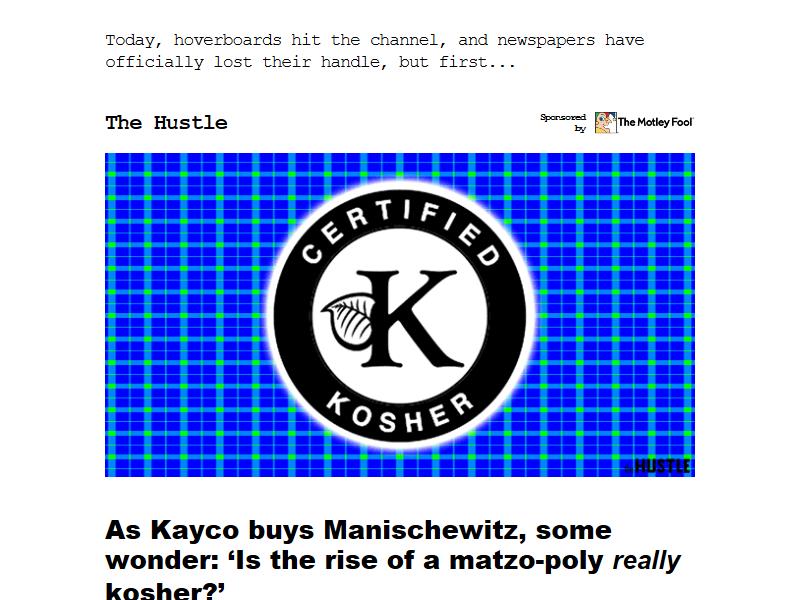 Today, hoverboards hit the channel, and newspapers have
officially lost their handle, but first...
The Hustle
Sponsored
by
The Motley Fool
CERTIFIED
K
KOSHER
HUSTLE
As Kayco buys Manischewitz, some
wonder: ‘Is the rise of a matzo-poly really
kosher?’